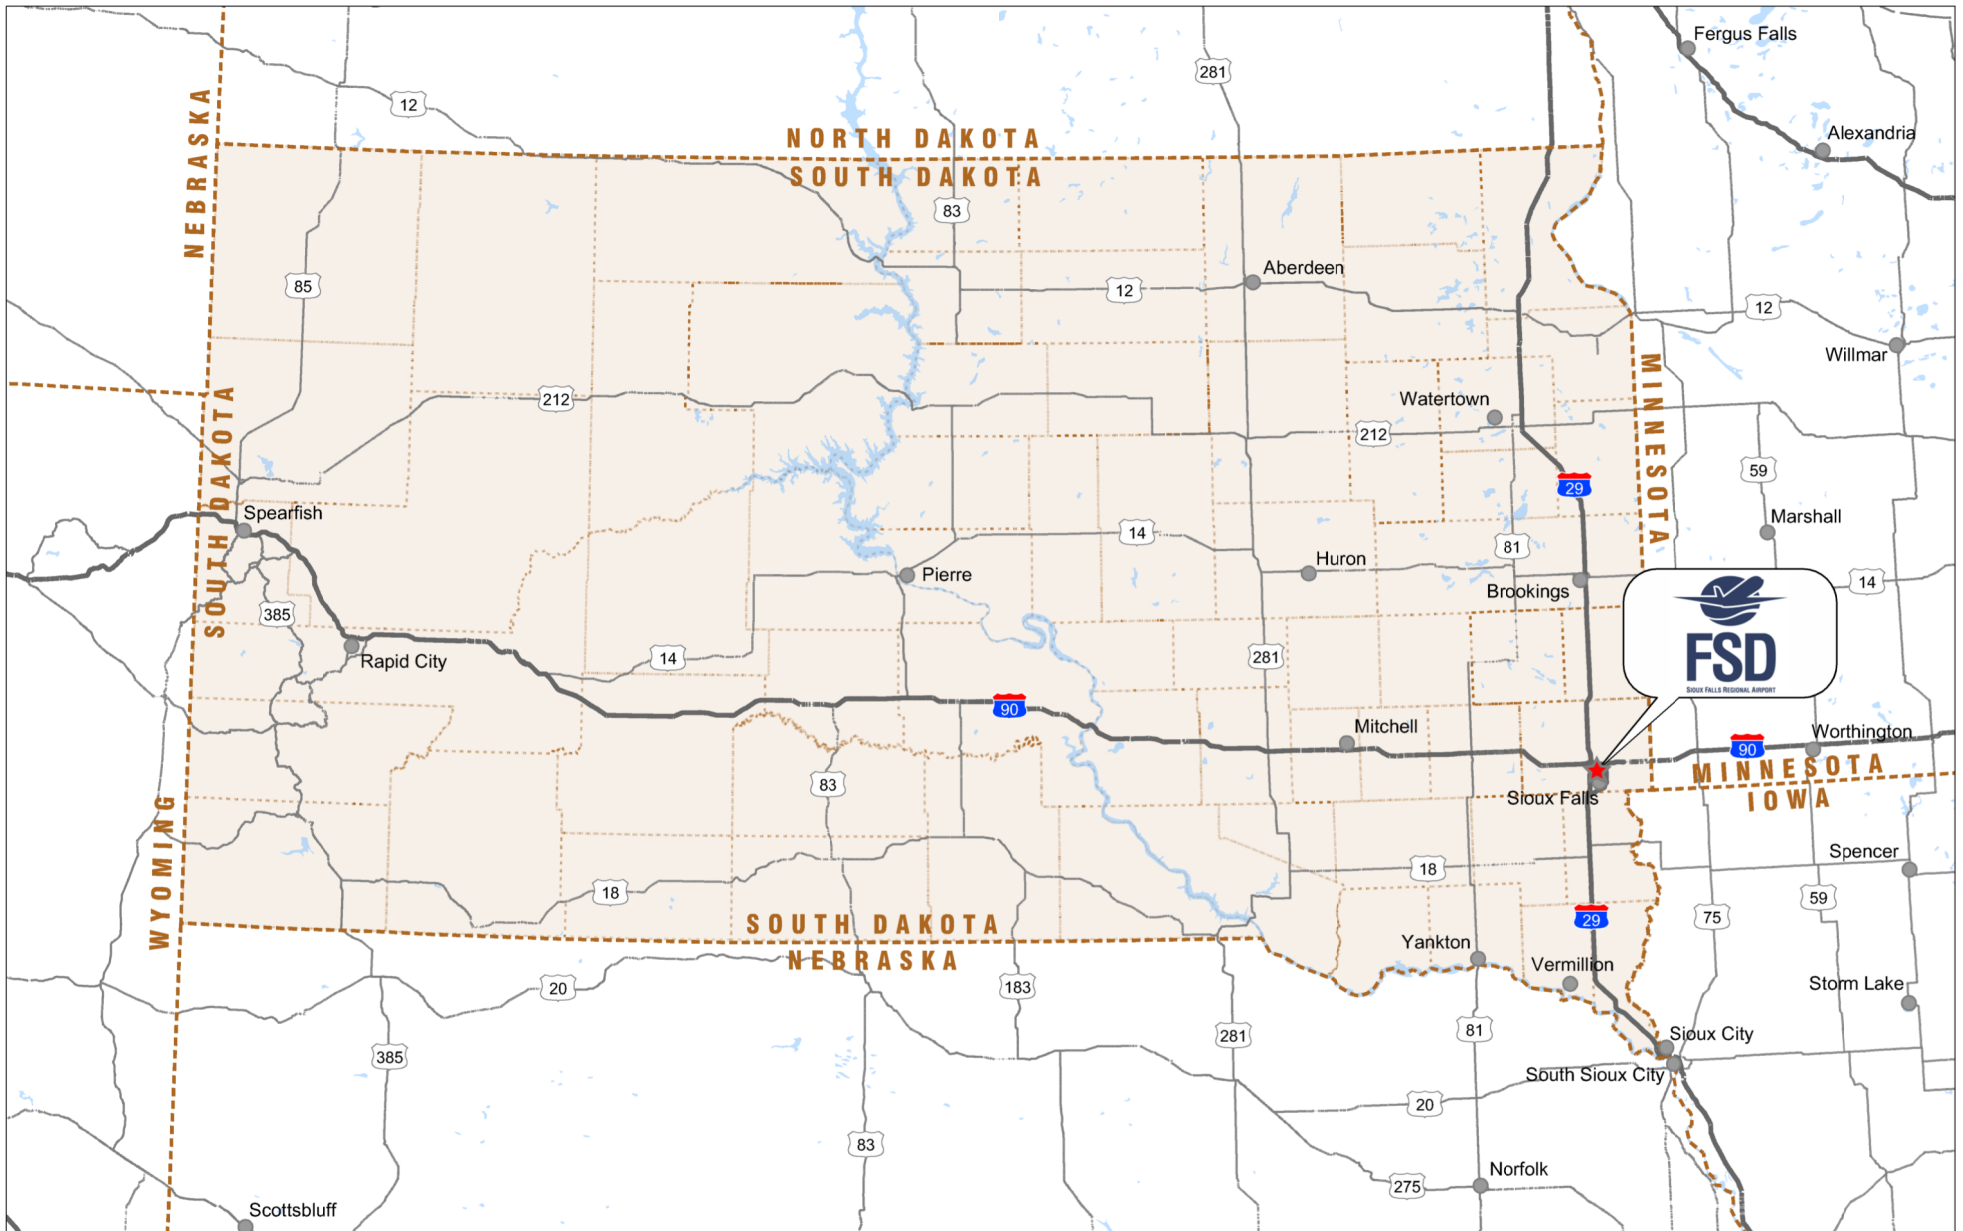 Fergus Falls
281
12
Alexandria
NORTH DAKOTA
SOUTH DAKOTA
NEBRASKA
83
Aberdeen
85
12
12
Willmar
MINNESOTA
212
Watertown
212
59
29
Spearfish
SOUTH DAKOTA
14
81
Marshall
Huron
Pierre
Brookings
14
385
FSD
SIOUX FALLS REGIONAL AIRPORT
Rapid City
14
281
90
Mitchell
Worthington
90
MINNESOTA
IOWA
83
Sioux Falls
WYOMING
Spencer
18
18
59
75
29
SOUTH DAKOTA
NEBRASKA
Yankton
Vermillion
Storm Lake
20
183
81
281
Sioux City
385
South Sioux City
20
83
Norfolk
275
Scottsbluff